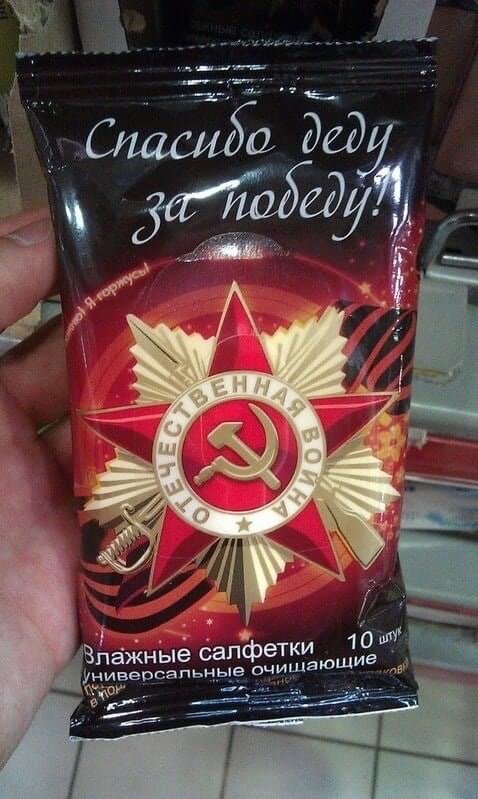 Спасибо деду
за победу!
Я горжусь!
ОТЕЧЕСТВЕННАЯ ВОЙНА
Влажные салфетки 10 штук
универсальные очищающие